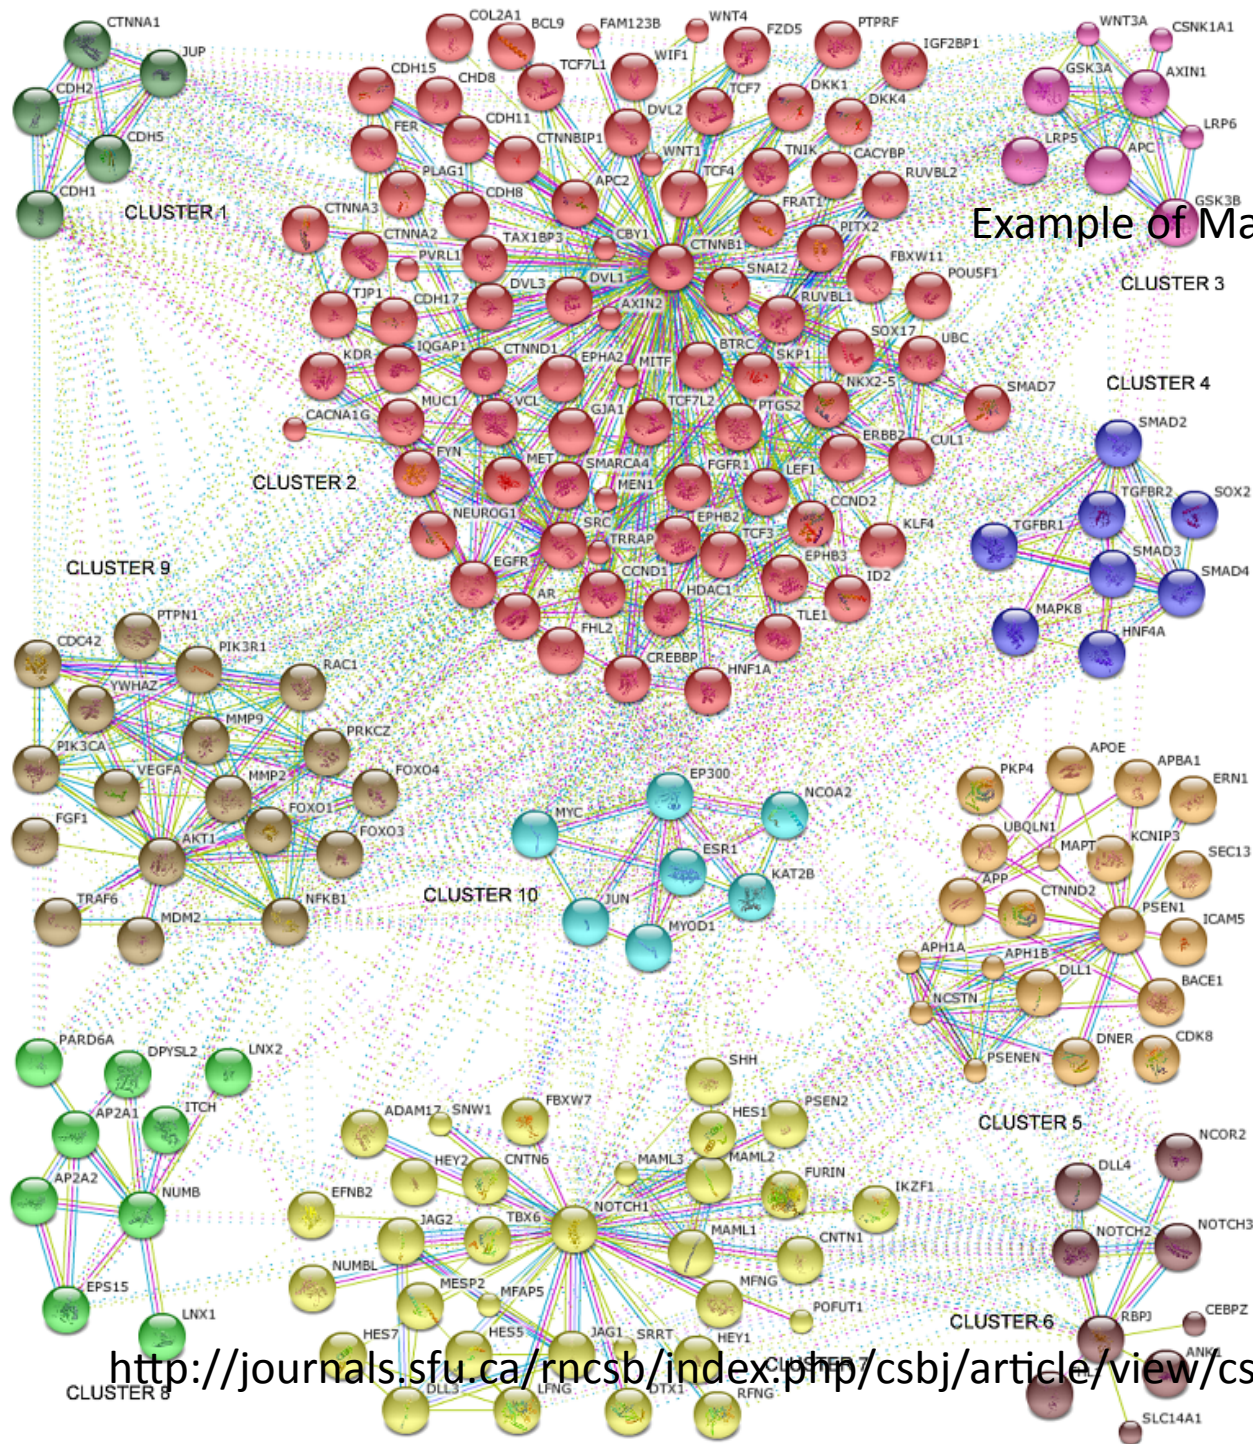 CTNNA1
JUP
CDH2
CDH5
CDH1
CLUSTER 1
COL2A1
BCL9
FAM123B
WNT4
FZD5
PTPRF
IGF2BP1
CDH15
CHD8
TCF7L1
WIF1
TCF7
DKK1
DKK4
FER
CDH11
CTNNBIP1
DVL2
WNT1
TNIK
CACYBP
PLAG1
CDH8
APC2
TCF4
FRAT1
RUVBL2
CTNNA3
CTNNA2
TAX1BP3
CBY1
CTNNB1
PITX2
PVRL1
DVL3
DVL1
SNAI2
FBXW11
POU5F1
TJP1
CDH17
AXIN2
RUVBL1
SOX17
UBC
KDR
IQGAP1
CTNND1
EPHA2
MITF
BTRC
SKP1
NKX2-5
SMAD7
CACNA1G
MUC1
VCL
GJA1
TCF7L2
PTGS2
ERBB2
CUL1
CLUSTER 2
FYN
MET
SMARCA4
MEN1
FGFR1
LEF1
CCND2
KLF4
NEUROG1
SRC
TRRAP
EPHB2
TCF3
EPHB3
ID2
EGFR
AR
CCND1
HDAC1
TLE1
FHL2
CREBBP
HNF1A
WNT3A
CSNK1A1
GSK3A
AXIN1
LRP5
APC
LRP6
GSK3B
Example of Ma
CLUSTER 3
CLUSTER 4
SMAD2
TGFBR2
SOX2
TGFBR1
SMAD3
SMAD4
MAPK8
HNF4A
CLUSTER 9
PTPN1
CDC42
PIK3R1
RAC1
YWHAZ
MMP9
PRKCZ
PIK3CA
VEGFA
MMP2
FOXO4
FOXO1
FGF1
AKT1
FOXO3
TRAF6
MDM2
NFKB1
EP300
NCOA2
MYC
ESR1
KAT2B
CLUSTER 10
JUN
MYOD1
APOE
APBA1
ERN1
PKP4
UBQLN1
MAPT
KCNIP3
SEC13
APP
CTNND2
PSEN1
ICAM5
APH1A
APH1B
DLL1
BACE1
NCSTN
PSENEN
DNER
CDK8
CLUSTER 5
PARD6A
DPYSL2
LNX2
AP2A1
ITCH
AP2A2
NUMB
EPS15
LNX1
CLUSTER 8
SHH
ADAM17
SNW1
FBXW7
HES1
PSEN2
HEY2
CNTN6
MAML3
MAML2
FURIN
IKZF1
EFNB2
JAG2
TBX6
NOTCH1
MAML1
CNTN1
NUMBL
MESP2
MFAP5
MFNG
POFUT1
HES7
HES5
JAG1
SRRT
HEY1
CLUSTER 7
DLL3
LFNG
DTX1
RFNG
NCOR2
DLL4
NOTCH2
NOTCH3
CLUSTER 6
RBPJ
CEBPZ
ANK1
SLC14A1
http://journals.sfu.ca/rncsb/index.php/csbj/article/view/cs